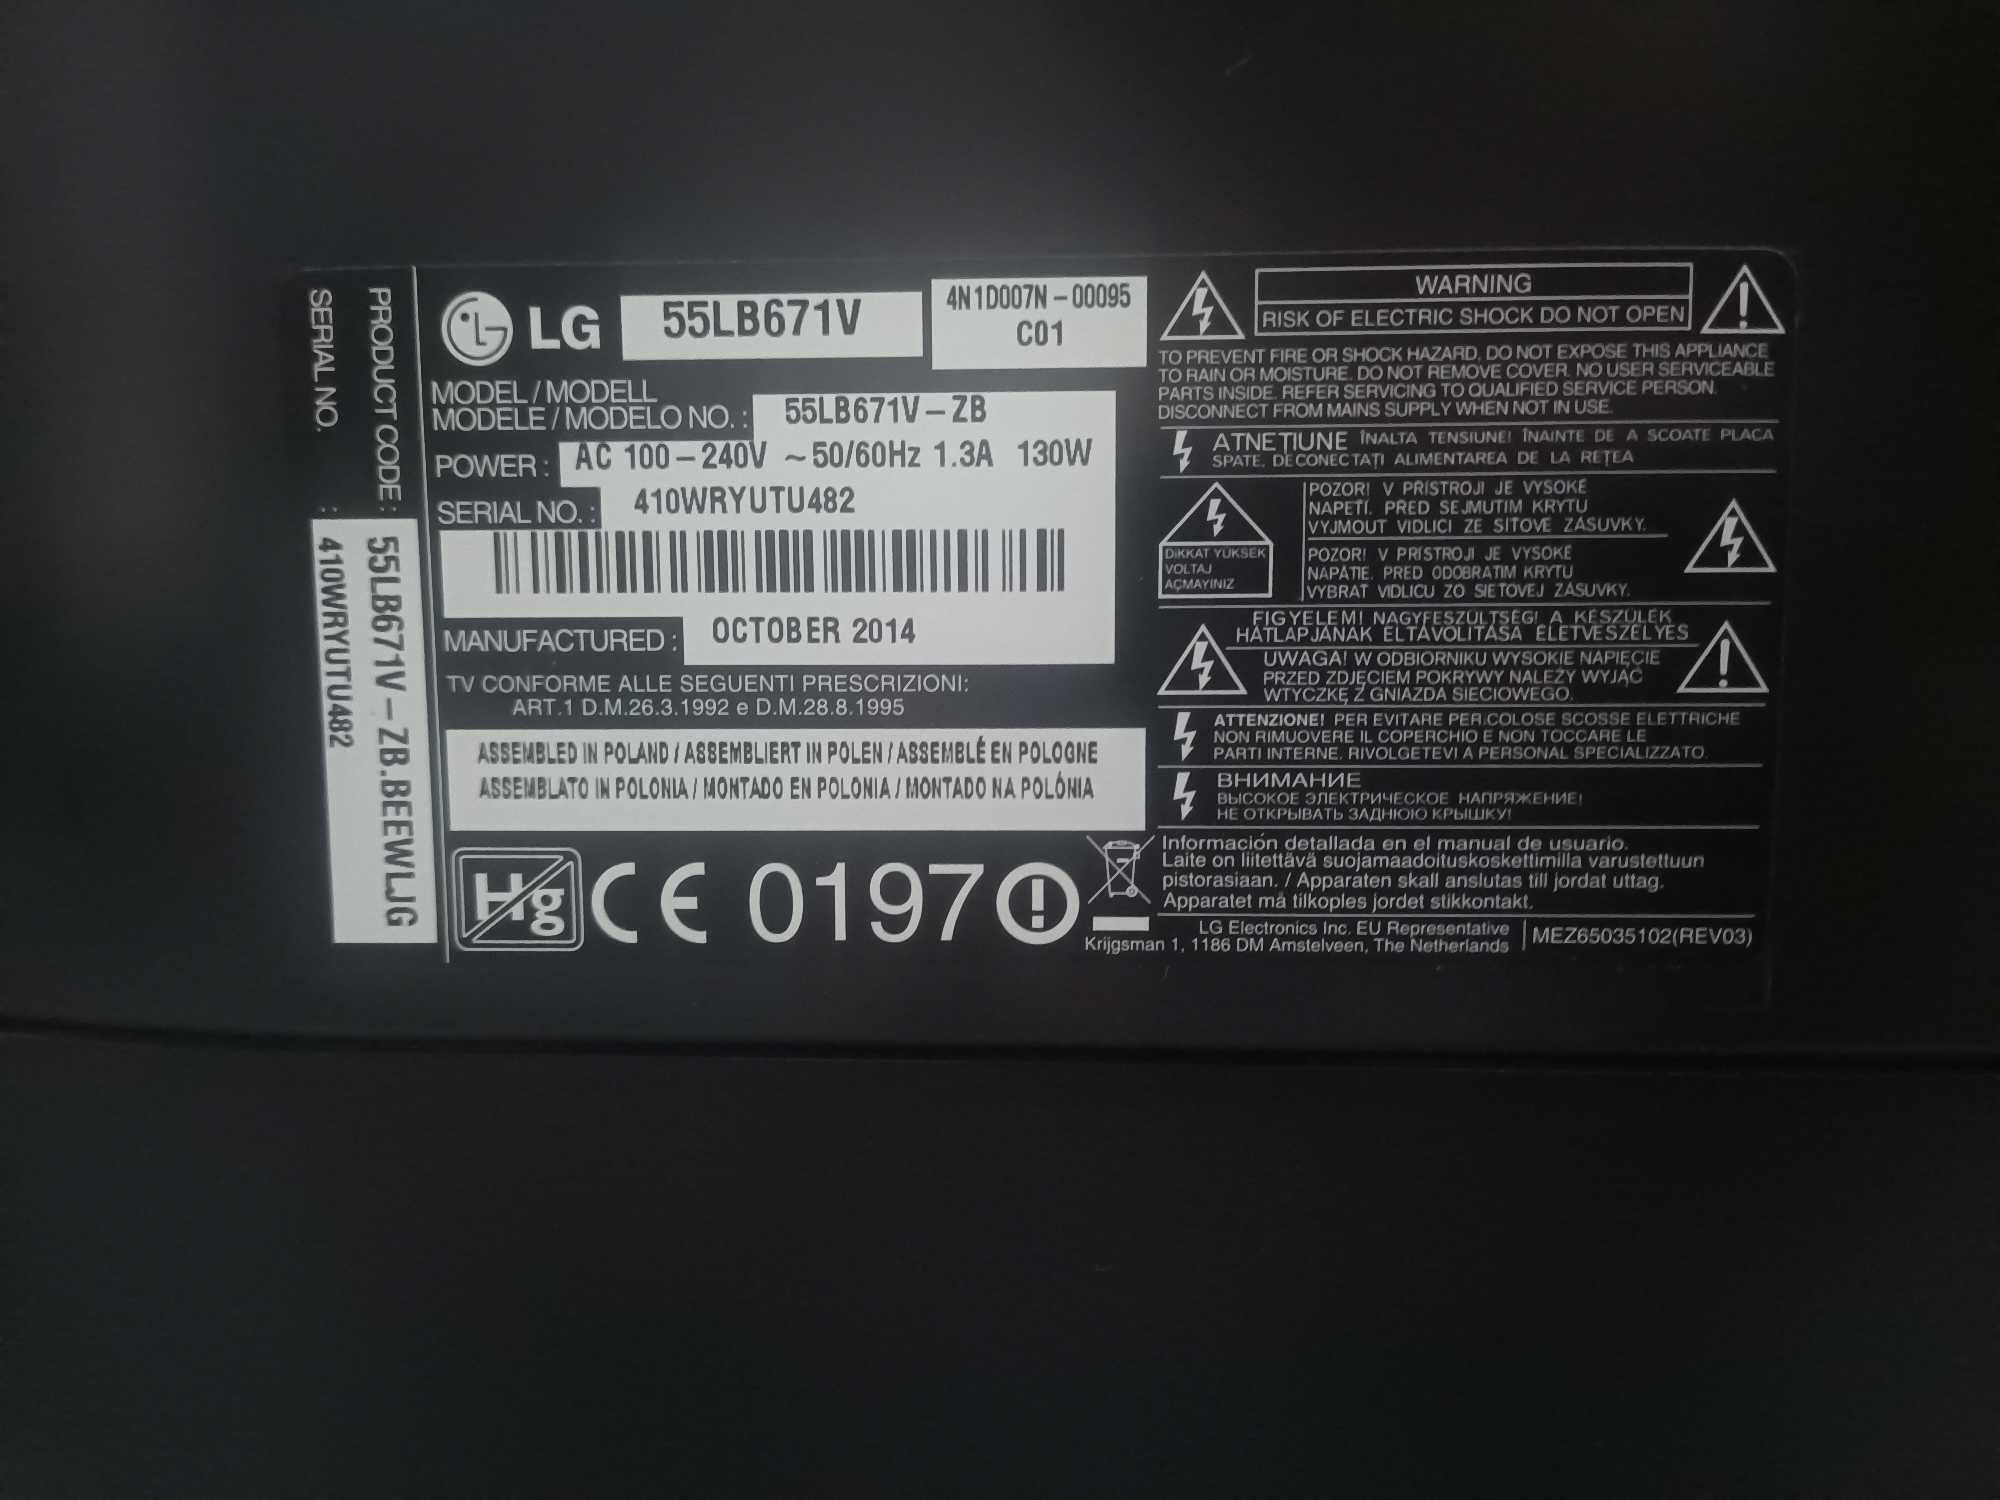 PRODUCT CODE : 55LB671V-ZB.BEEWLJG
SERIAL NO. : 410WRYUTU482
LG
55LB671V
4N1D007N-00095
C01
MODEL / MODELL
MODELE / MODELO NO. : 55LB671V-ZB
POWER : AC 100-240V ~50/60Hz 1.3A 130W
SERIAL NO. : 410WRYUTU482
MANUFACTURED : OCTOBER 2014
TV CONFORME ALLE SEGUENTI PRESCRIZIONI:
ART.1 D.M.26.3.1992 e D.M.28.8.1995
ASSEMBLED IN POLAND / ASSEMBLIERT IN POLEN / ASSEMBLÉ EN POLOGNE
ASSEMBLATO IN POLONIA / MONTADO EN POLONIA / MONTADO NA POLÓNIA
Hg CE 0197
WARNING
RISK OF ELECTRIC SHOCK DO NOT OPEN
TO PREVENT FIRE OR SHOCK HAZARD, DO NOT EXPOSE THIS APPLIANCE
TO RAIN OR MOISTURE. DO NOT REMOVE COVER. NO USER SERVICEABLE
PARTS INSIDE. REFER SERVICING TO QUALIFIED SERVICE PERSON.
DISCONNECT FROM MAINS SUPPLY WHEN NOT IN USE.
ATNEȚIUNE ÎNALTA TENSIUNE! ÎNAINTE DE A SCOATE PLACA
SPATE, DECONECTAȚI ALIMENTAREA DE LA REȚEA
DİKKAT YÜKSEK
VOLTAJ
AÇMAYINIZ
POZOR! V PŘÍSTROJI JE VYSOKÉ
NAPĚTÍ. PŘED SEJMUTÍM KRYTU
VYJMOUT VIDLICI ZE SÍŤOVÉ ZÁSUVKY.
POZOR! V PRÍSTROJI JE VYSOKÉ
NAPÄTIE. PRED ODOBRATÍM KRYTU
VYBRAŤ VIDLICU ZO SIEŤOVEJ ZÁSUVKY.
FIGYELEM! NAGYFESZÜLTSÉG! A KÉSZÜLÉK
HÁTLAPJÁNAK ELTÁVOLÍTÁSA ÉLETVESZÉLYES
UWAGA! W ODBIORNIKU WYSOKIE NAPIĘCIE
PRZED ZDJĘCIEM POKRYWY NALEŻY WYJĄĆ
WTYCZKĘ Z GNIAZDA SIECIOWEGO.
ATTENZIONE! PER EVITARE PERICOLOSE SCOSSE ELETTRICHE
NON RIMUOVERE IL COPERCHIO E NON TOCCARE LE
PARTI INTERNE. RIVOLGETEVI A PERSONAL SPECIALIZZATO.
ВНИМАНИЕ
ВЫСОКОЕ ЭЛЕКТРИЧЕСКОЕ НАПРЯЖЕНИЕ!
НЕ ОТКРЫВАТЬ ЗАДНЮЮ КРЫШКУ!
Información detallada en el manual de usuario.
Laite on liitettävä suojamaadoituskoskettimilla varustettuun
pistorasiaan. / Apparaten skall anslutas till jordat uttag.
Apparatet må tilkoples jordet stikkontakt.
LG Electronics Inc. EU Representative
Krijgsman 1, 1186 DM Amstelveen, The Netherlands
MEZ65035102(REV03)